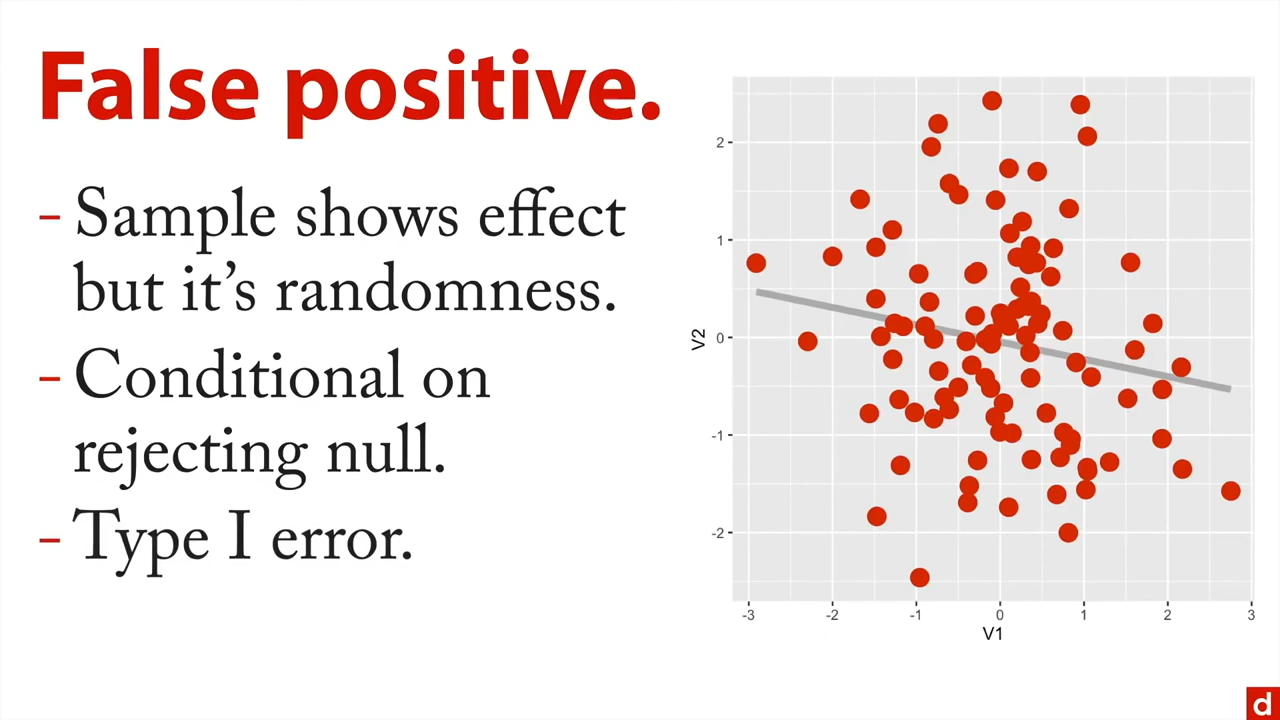 False positive.
– Sample shows effect
but it’s randomness.
– Conditional on
rejecting null.
– Type I error.
2
1
0
-1
-2
V2
-3 -2 -1 0 1 2 3
V1
d